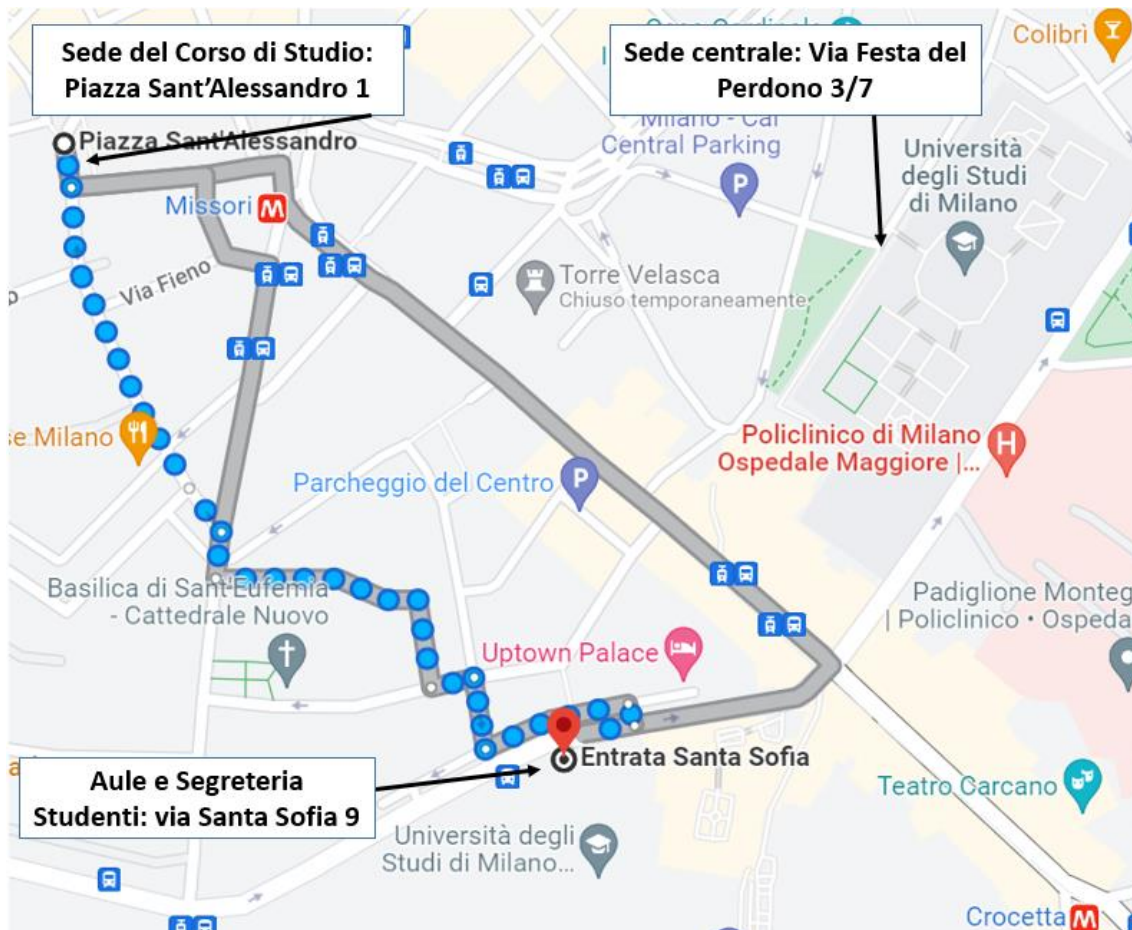 Sede del Corso di Studio:
Piazza Sant'Alessandro 1
Sede centrale: Via Festa del
Perdono 3/7
Colibrì
Piazza Sant'Alessandro
Milano - Cal
Central Parking
P
Università
degli Studi
di Milano
Missori M
Via Fieno
Torre Velasca
Chiuso temporaneamente
se Milano
Policlinico di Milano
Ospedale Maggiore |...
H
Parcheggio del Centro
P
Basilica di Sant'Eufemia
- Cattedrale Nuovo
Padiglione Monteg
| Policlinico • Ospeda
Uptown Palace
Entrata Santa Sofia
Aule e Segreteria
Studenti: via Santa Sofia 9
Teatro Carcano
Università degli
Studi di Milano...
Crocetta M